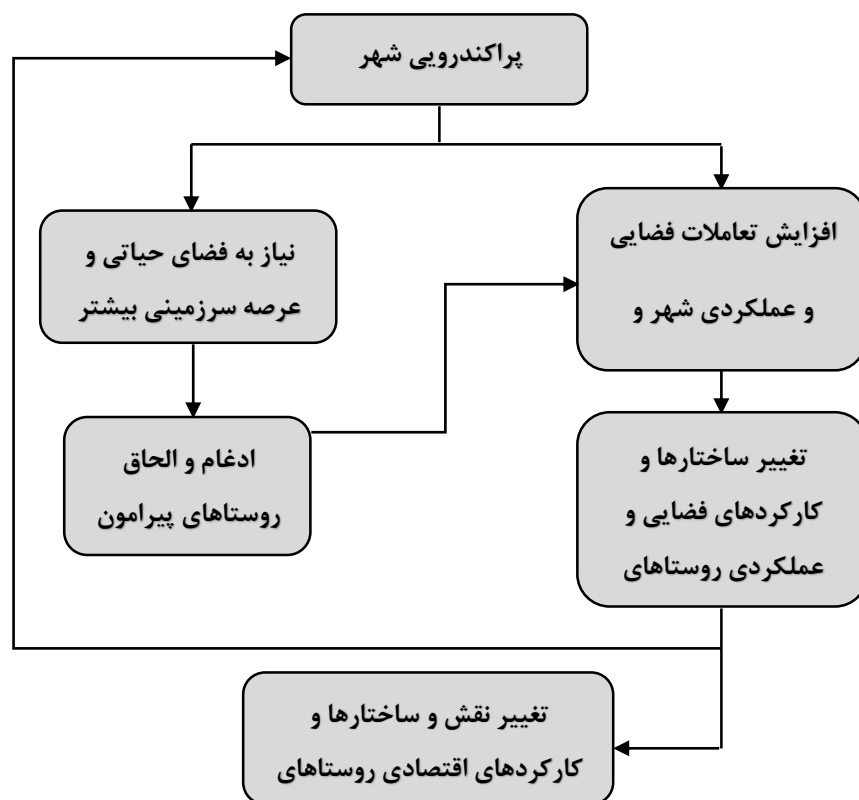 پراکندرویی شهر
افزایش تعاملات فضایی
و عملکردی شهر و
نیاز به فضای حیاتی و
عرصه سرزمینی بیشتر
ادغام و الحاق
روستاهای پیرامون
تغییر ساختارها و
کارکردهای فضایی و
عملکردی روستاهای
تغییر نقش و ساختارها و
کارکردهای اقتصادی روستاهای